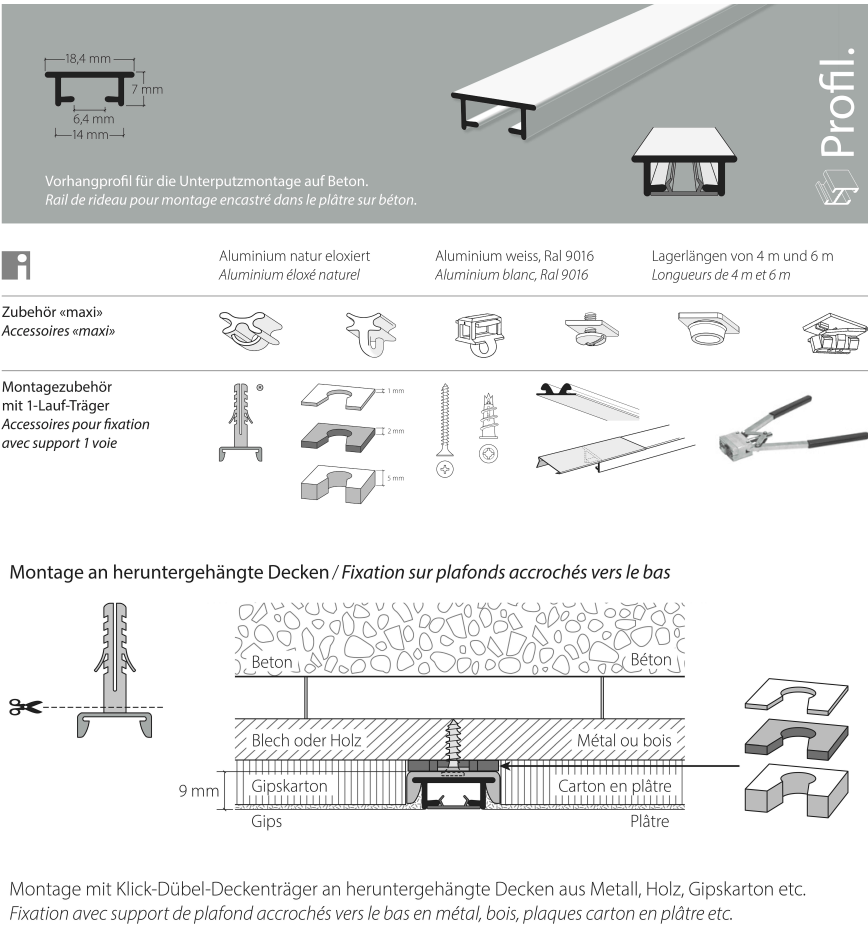 18,4 mm
7 mm
6,4 mm
14 mm
Profil.
Vorhangprofil für die Unterputzmontage auf Beton.
Rail de rideau pour montage encastré dans le plâtre sur béton.
Aluminium natur eloxiert
Aluminium éloxé naturel
Aluminium weiss, Ral 9016
Aluminium blanc, Ral 9016
Lagerlängen von 4 m und 6 m
Longueurs de 4 m et 6 m
Zubehör «maxi»
Accessoires «maxi»
Montagezubehör
mit 1-Lauf-Träger
Accessoires pour fixation
avec support 1 voie
®
1 mm
2 mm
5 mm
Montage an heruntergehängte Decken / Fixation sur plafonds accrochés vers le bas
Beton
Béton
Blech oder Holz
Métal ou bois
9 mm
Gipskarton
Carton en plâtre
Gips
Plâtre
Montage mit Klick-Dübel-Deckenträger an heruntergehängte Decken aus Metall, Holz, Gipskarton etc.
Fixation avec support de plafond accrochés vers le bas en métal, bois, plaques carton en plâtre etc.